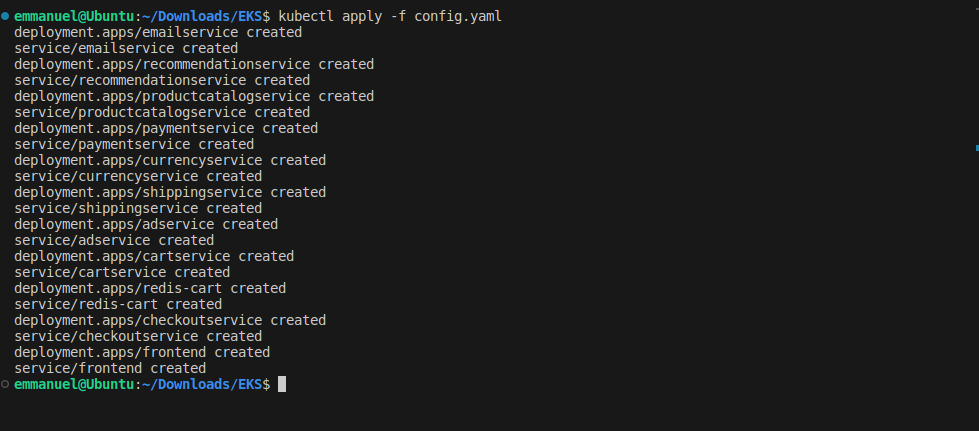 emmanuel@Ubuntu:~/Downloads/EKS$ kubectl apply -f config.yaml
deployment.apps/emailservice created
service/emailservice created
deployment.apps/recommendationservice created
service/recommendationservice created
deployment.apps/productcatalogservice created
service/productcatalogservice created
deployment.apps/paymentservice created
service/paymentservice created
deployment.apps/currencyservice created
service/currencyservice created
deployment.apps/shippingservice created
service/shippingservice created
deployment.apps/adservice created
service/adservice created
deployment.apps/cartservice created
service/cartservice created
deployment.apps/redis-cart created
service/redis-cart created
deployment.apps/checkoutservice created
service/checkoutservice created
deployment.apps/frontend created
service/frontend created
emmanuel@Ubuntu:~/Downloads/EKS$